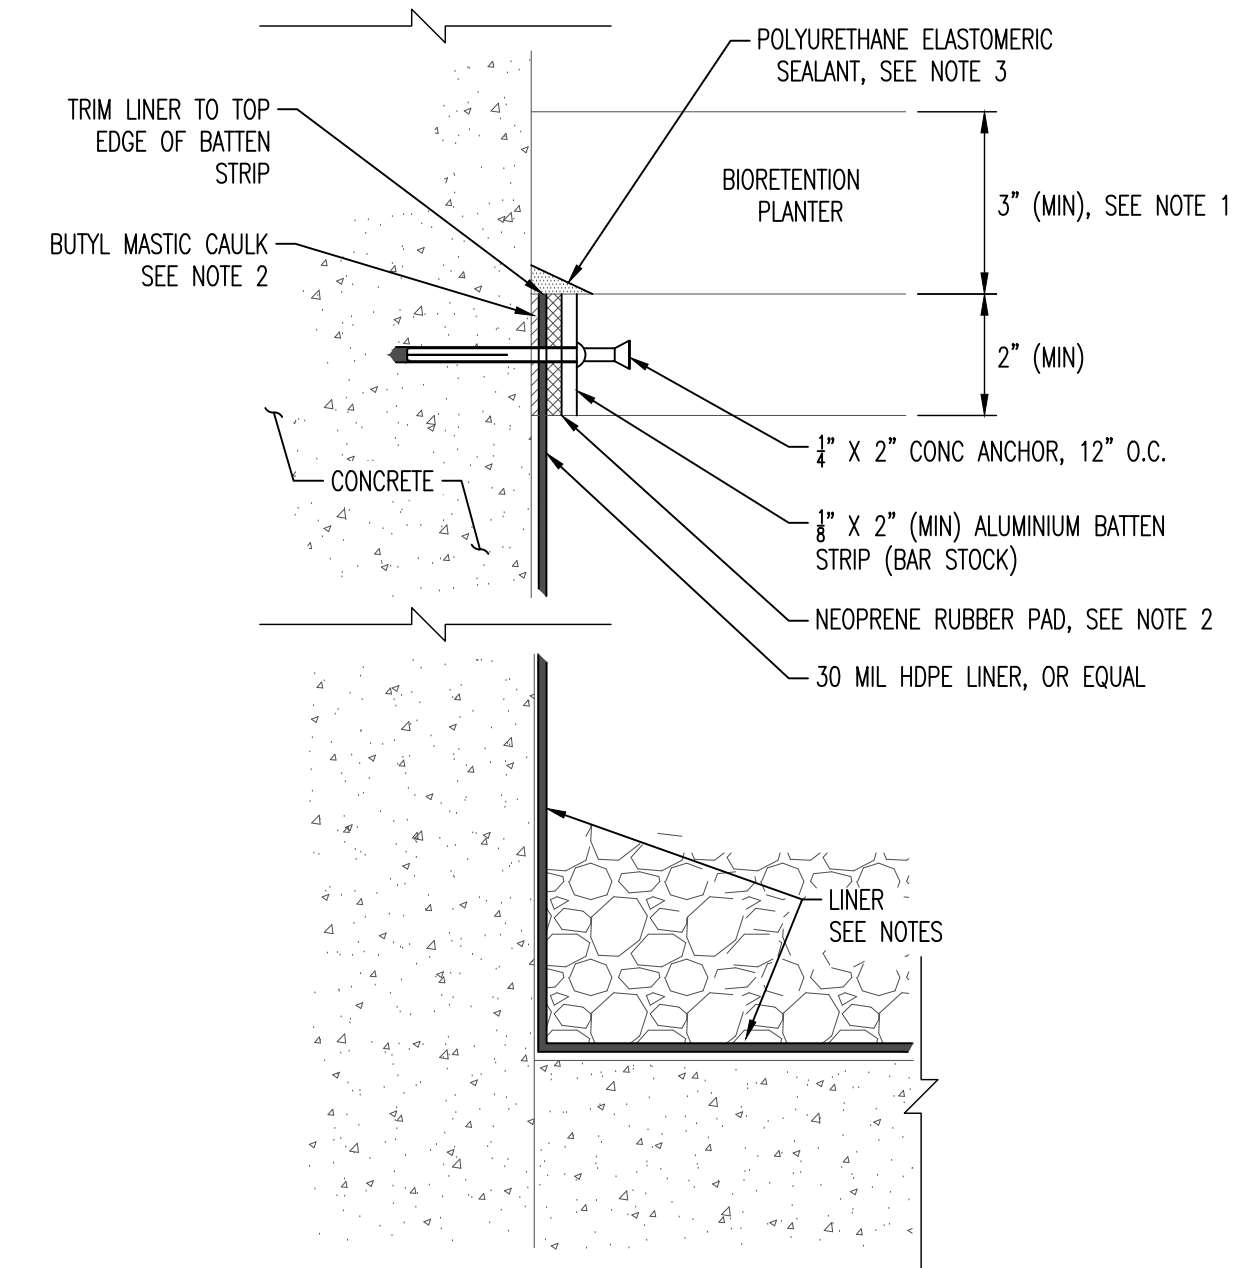 POLYURETHANE ELASTOMERIC
SEALANT, SEE NOTE 3
TRIM LINER TO TOP
EDGE OF BATTEN
STRIP
BIORETENTION
PLANTER
3" (MIN), SEE NOTE 1
BUTYL MASTIC CAULK
SEE NOTE 2
2" (MIN)
1/4" X 2" CONC ANCHOR, 12" O.C.
CONCRETE
1/8" X 2" (MIN) ALUMINIUM BATTEN
STRIP (BAR STOCK)
NEOPRENE RUBBER PAD, SEE NOTE 2
30 MIL HDPE LINER, OR EQUAL
LINER
SEE NOTES